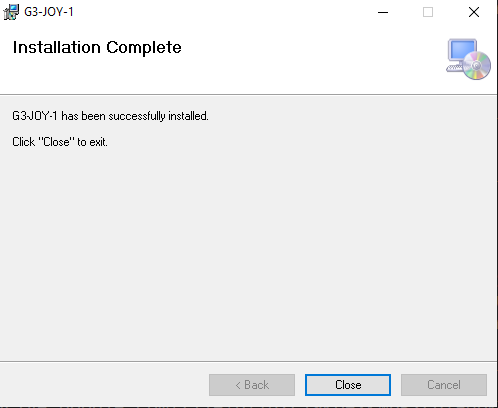 G3-JOY-1
Installation Complete
G3-JOY-1 has been successfully installed.
Click "Close" to exit.
< Back
Close
Cancel